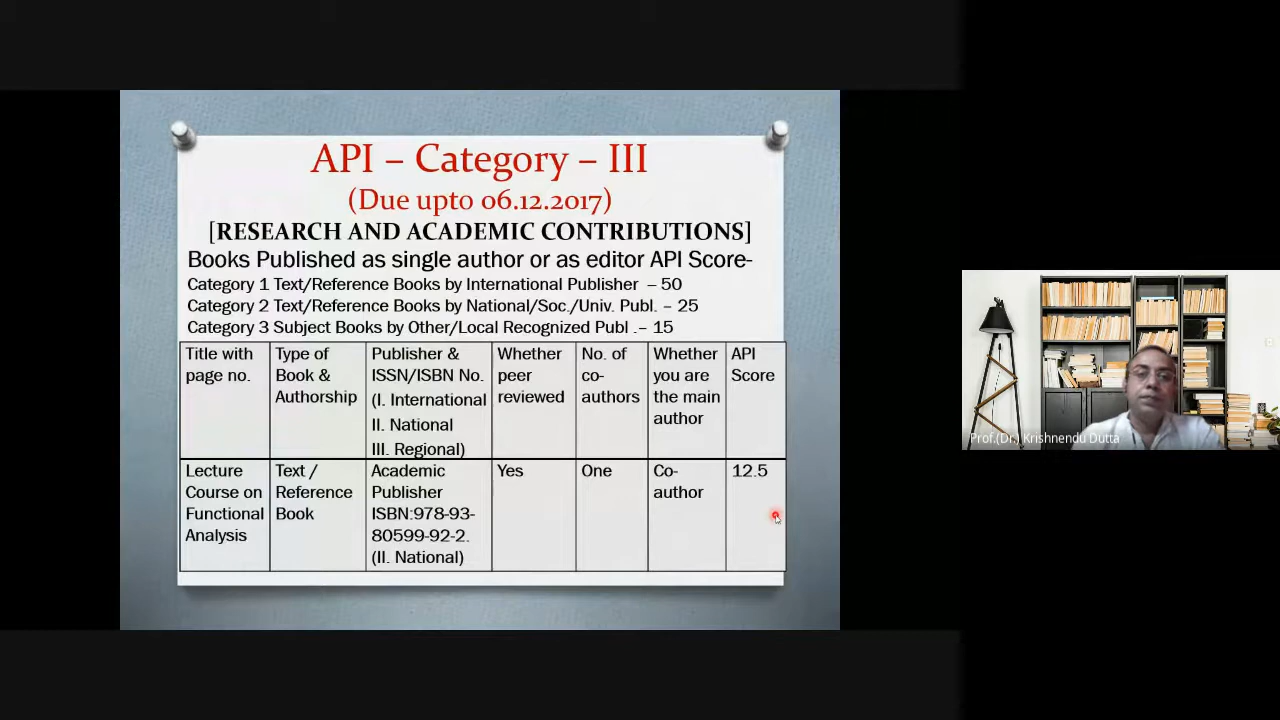 API – Category – III
(Due upto 06.12.2017)
[RESEARCH AND ACADEMIC CONTRIBUTIONS]
Books Published as single author or as editor API Score-
Category 1 Text/Reference Books by International Publisher – 50
Category 2 Text/Reference Books by National/Soc./Univ. Publ. – 25
Category 3 Subject Books by Other/Local Recognized Publ .– 15
Title with
page no.
Type of
Book &
Authorship
Publisher &
ISSN/ISBN No.
(I. International
II. National
III. Regional)
Whether
peer
reviewed
No. of
co-
authors
Whether
you are
the main
author
API
Score
Lecture
Course on
Functional
Analysis
Text /
Reference
Book
Academic
Publisher
ISBN:978-93-
80599-92-2.
(II. National)
Yes
One
Co-
author
12.5
Prof.(Dr.) Krishnendu Dutta